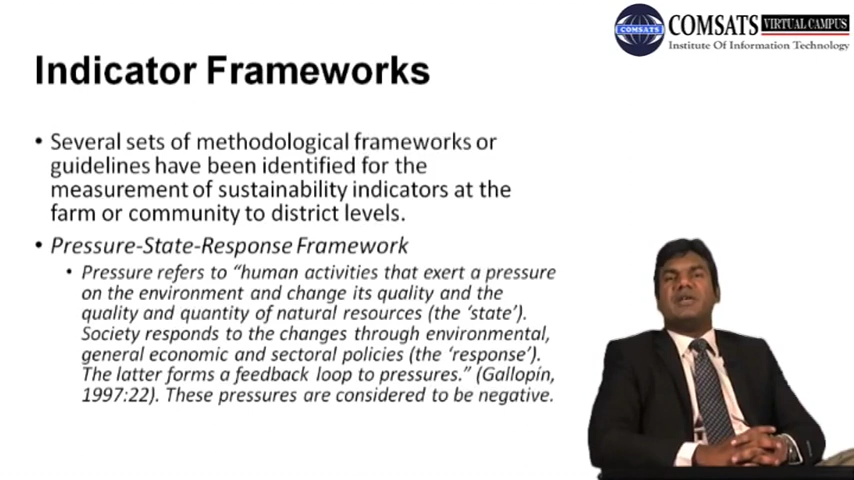 COMSATS VIRTUAL CAMPUS
COMSATS Institute Of Information Technology
Indicator Frameworks
• Several sets of methodological frameworks or
guidelines have been identified for the
measurement of sustainability indicators at the
farm or community to district levels.
• Pressure-State-Response Framework
• Pressure refers to “human activities that exert a pressure
on the environment and change its quality and the
quality and quantity of natural resources (the ‘state’).
Society responds to the changes through environmental,
general economic and sectoral policies (the ‘response’).
The latter forms a feedback loop to pressures.” (Gallopín,
1997:22). These pressures are considered to be negative.